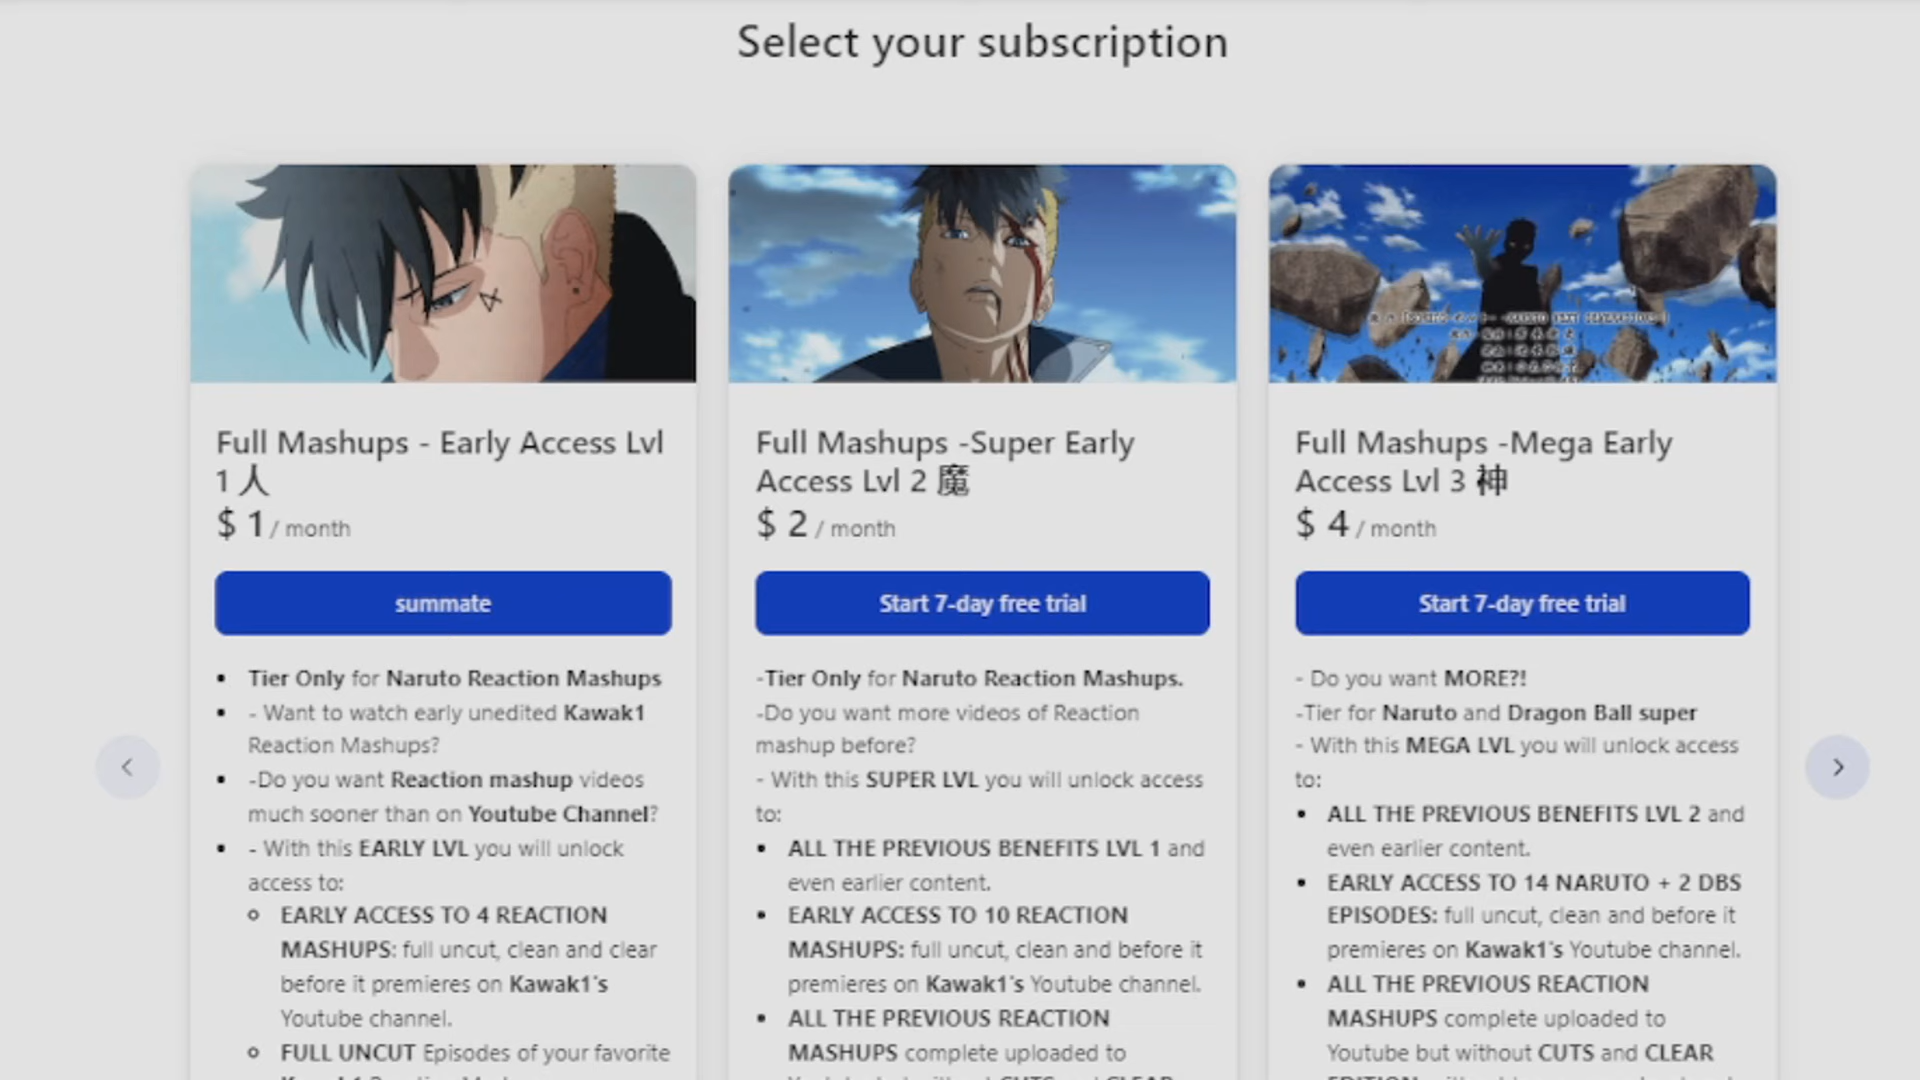 Select your subscription
Full Mashups - Early Access Lvl
1 人
$ 1 / month
summate
Tier Only for Naruto Reaction Mashups
- Want to watch early unedited Kawak1
Reaction Mashups?
-Do you want Reaction mashup videos
much sooner than on Youtube Channel?
- With this EARLY LVL you will unlock
access to:
EARLY ACCESS TO 4 REACTION
MASHUPS: full uncut, clean and clear
before it premieres on Kawak1's
Youtube channel.
FULL UNCUT Episodes of your favorite
Full Mashups -Super Early
Access Lvl 2 魔
$ 2 / month
Start 7-day free trial
-Tier Only for Naruto Reaction Mashups.
-Do you want more videos of Reaction
mashup before?
- With this SUPER LVL you will unlock access
to:
ALL THE PREVIOUS BENEFITS LVL 1 and
even earlier content.
EARLY ACCESS TO 10 REACTION
MASHUPS: full uncut, clean and before it
premieres on Kawak1's Youtube channel.
ALL THE PREVIOUS REACTION
MASHUPS complete uploaded to
Full Mashups -Mega Early
Access Lvl 3 神
$ 4 / month
Start 7-day free trial
- Do you want MORE?!
-Tier for Naruto and Dragon Ball super
- With this MEGA LVL you will unlock access
to:
ALL THE PREVIOUS BENEFITS LVL 2 and
even earlier content.
EARLY ACCESS TO 14 NARUTO + 2 DBS
EPISODES: full uncut, clean and before it
premieres on Kawak1's Youtube channel.
ALL THE PREVIOUS REACTION
MASHUPS complete uploaded to
Youtube but without CUTS and CLEAR